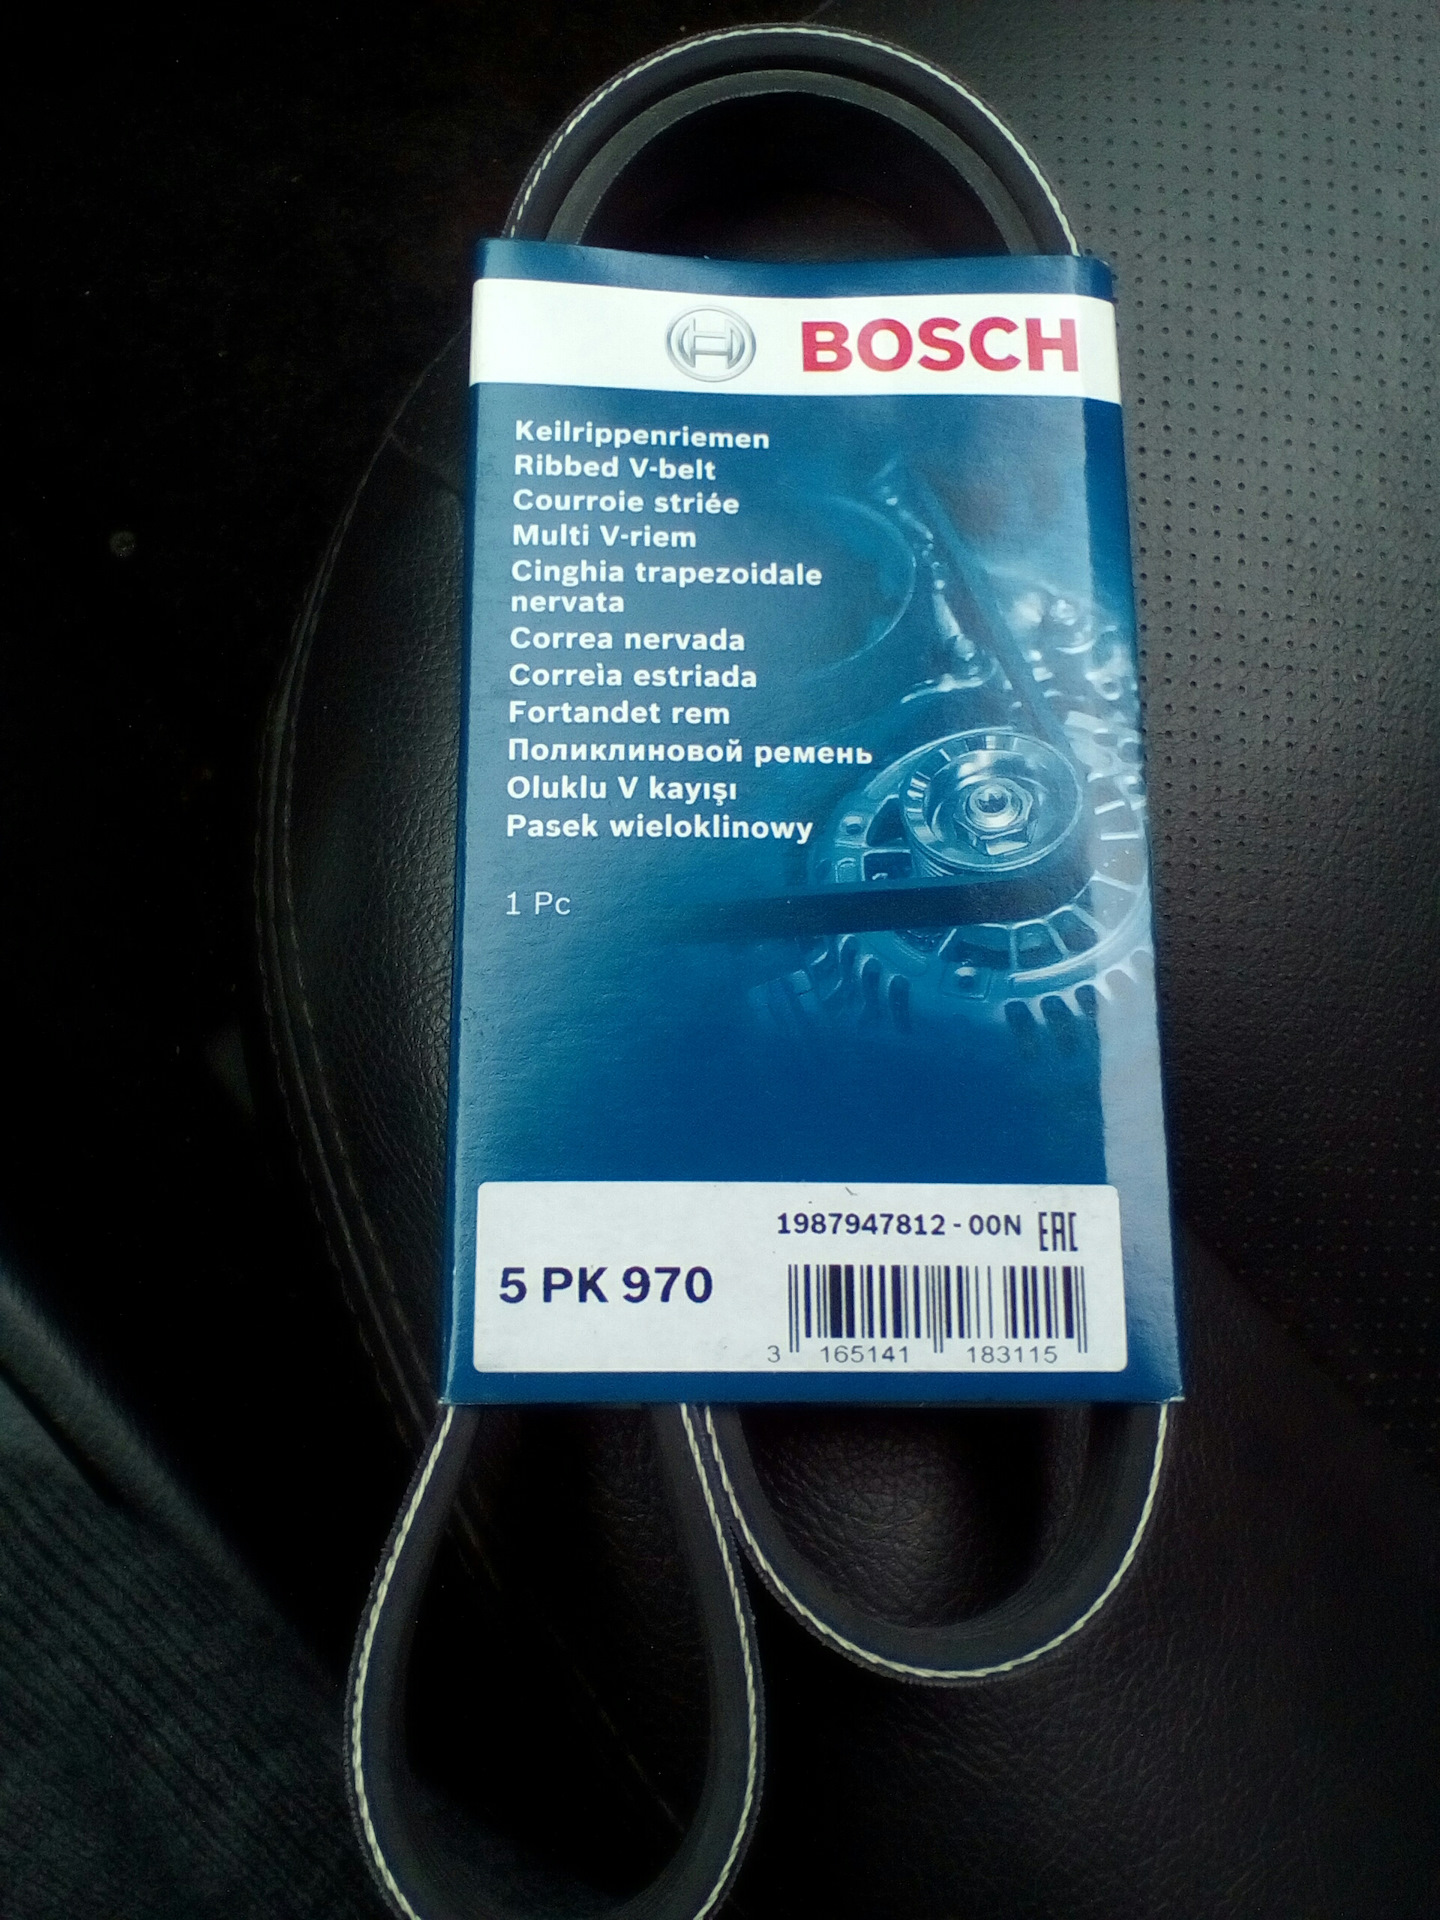 BOSCH
Keilrippenriemen
Ribbed V-belt
Courroie striée
Multi V-riem
Cinghia trapezoidale
nervata
Correa nervada
Correìa estriada
Fortandet rem
Поликлиновой ремень
Oluklu V kayışı
Pasek wieloklinowy
1 Pc
1987947812 - 00N EAC
5 PK 970
3 165141 183115